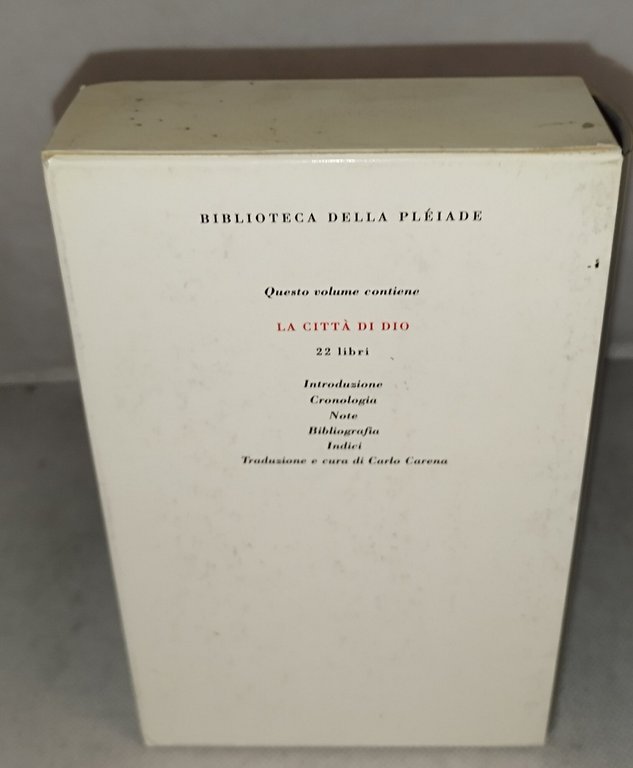 BIBLIOTECA DELLA PLÉIADE
Questo volume contiene
LA CITTÀ DI DIO
22 libri
Introduzione
Cronologia
Note
Bibliografia
Indici
Traduzione e cura di Carlo Carena